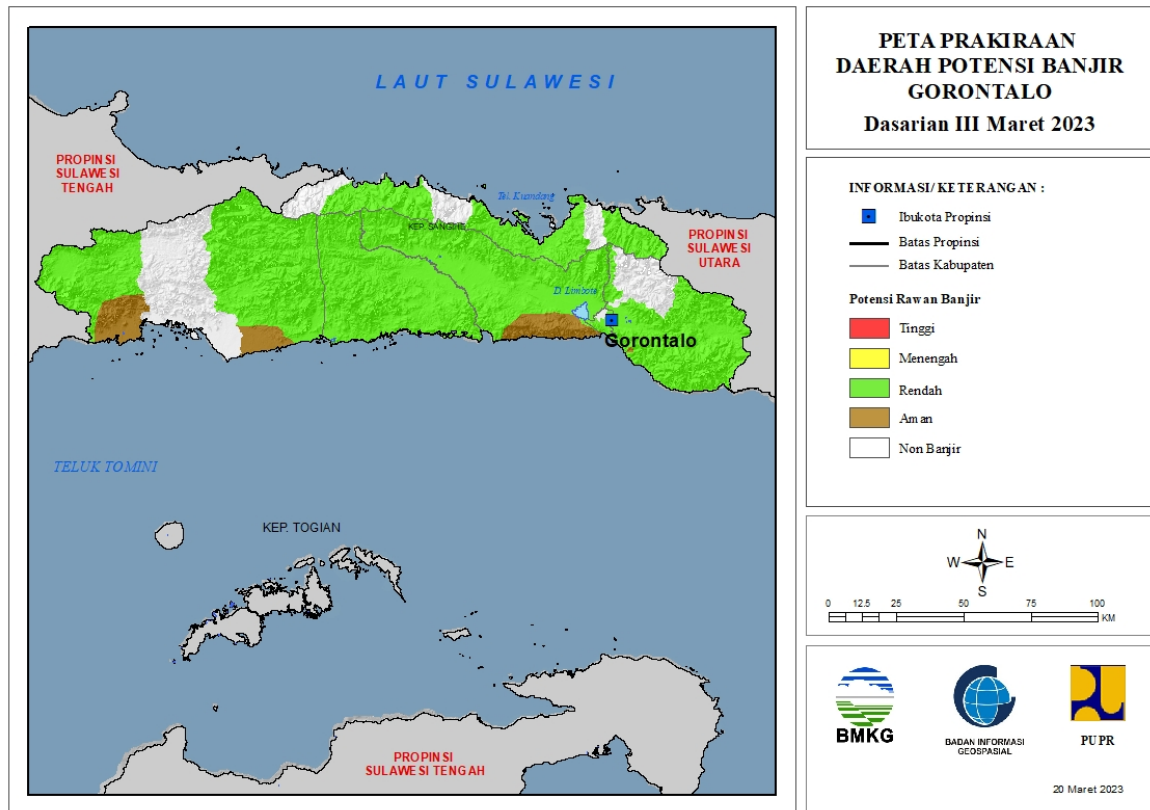 LAUT SULAWESI
PROPINSI
SULAWESI
TENGAH
Tel. Kuandang
KEP. SANGIHE
PROPINSI
SULAWESI
UTARA
D. Limboto
Gorontalo
TELUK TOMINI
KEP. TOGIAN
PROPINSI
SULAWESI TENGAH
PETA PRAKIRAAN
DAERAH POTENSI BANJIR
GORONTALO
Dasarian III Maret 2023
INFORMASI/ KETERANGAN :
Ibukota Propinsi
Batas Propinsi
Batas Kabupaten
Potensi Rawan Banjir
Tinggi
Menengah
Rendah
Aman
Non Banjir
N
W E
S
0 12.5 25 50 75 100
KM
BMKG
BADAN INFORMASI
GEOSPASIAL
PUPR
20 Maret 2023